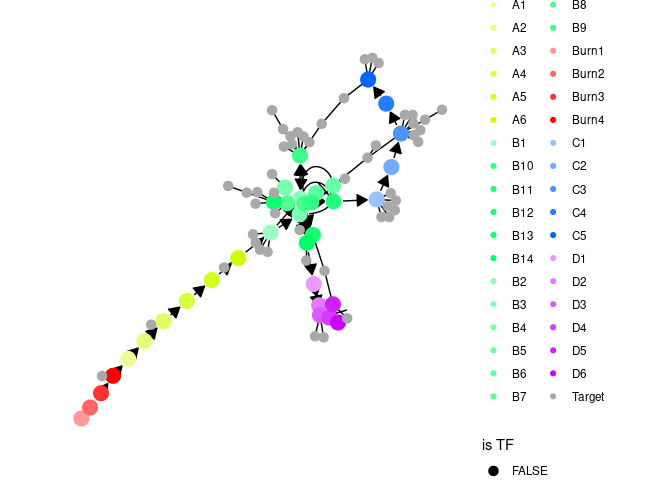 A1 B8
A2 B9
A3 Burn1
A4 Burn2
A5 Burn3
A6 Burn4
B1 C1
B10 C2
B11 C3
B12 C4
B13 C5
B14 D1
B2 D2
B3 D3
B4 D4
B5 D5
B6 D6
B7 Target
is TF
FALSE